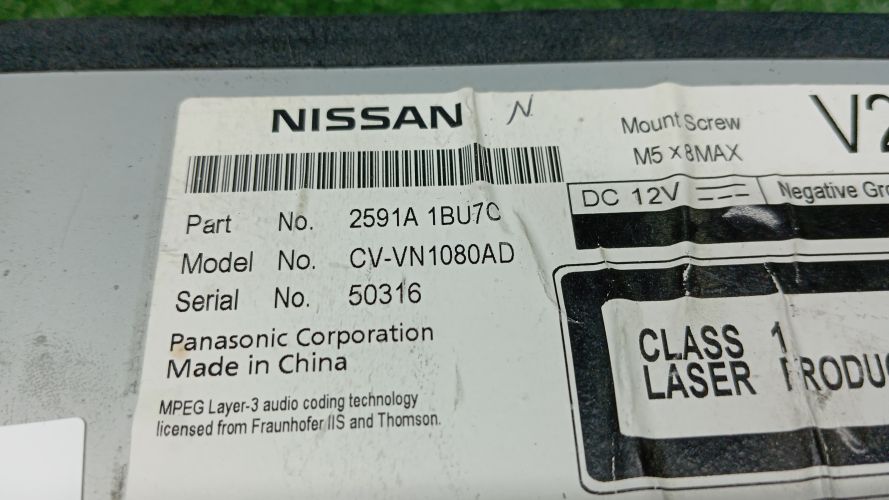 NISSAN N
Mount Screw
M5 X 8MAX
DC 12V
Negative
Part No. 2591A 1BU7C
Model No. CV-VN1080AD
Serial No. 50316
Panasonic Corporation
Made in China
MPEG Layer-3 audio coding technology
licensed from Fraunhofer IIS and Thomson.
CLASS 1
LASER